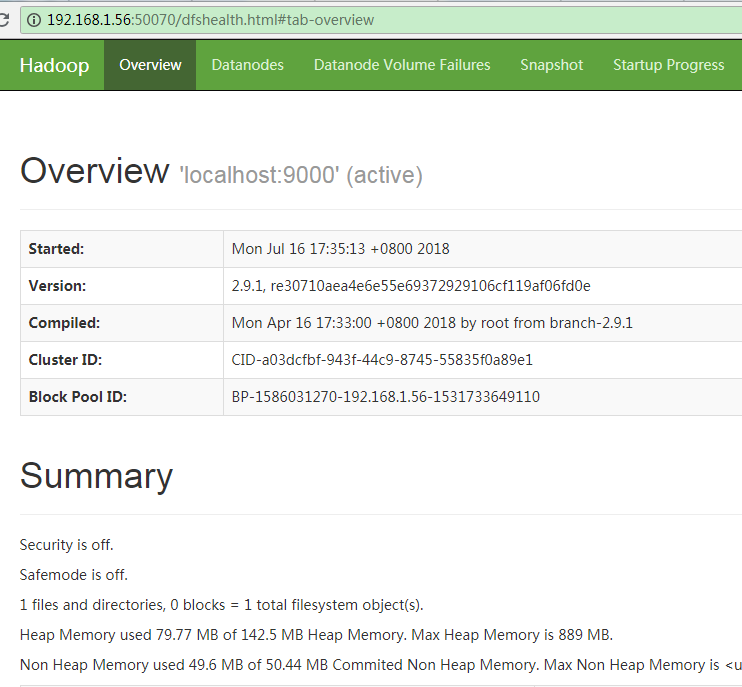 192.168.1.56:50070/dfshealth.html#tab-overview
Hadoop Overview Datanodes Datanode Volume Failures Snapshot Startup Progress
Overview 'localhost:9000' (active)
Started: Mon Jul 16 17:35:13 +0800 2018
Version: 2.9.1, re30710aea4e6e55e69372929106cf119af06fd0e
Compiled: Mon Apr 16 17:33:00 +0800 2018 by root from branch-2.9.1
Cluster ID: CID-a03dcfbf-943f-44c9-8745-55835f0a89e1
Block Pool ID: BP-1586031270-192.168.1.56-1531733649110
Summary
Security is off.
Safemode is off.
1 files and directories, 0 blocks = 1 total filesystem object(s).
Heap Memory used 79.77 MB of 142.5 MB Heap Memory. Max Heap Memory is 889 MB.
Non Heap Memory used 49.6 MB of 50.44 MB Commited Non Heap Memory. Max Non Heap Memory is <u